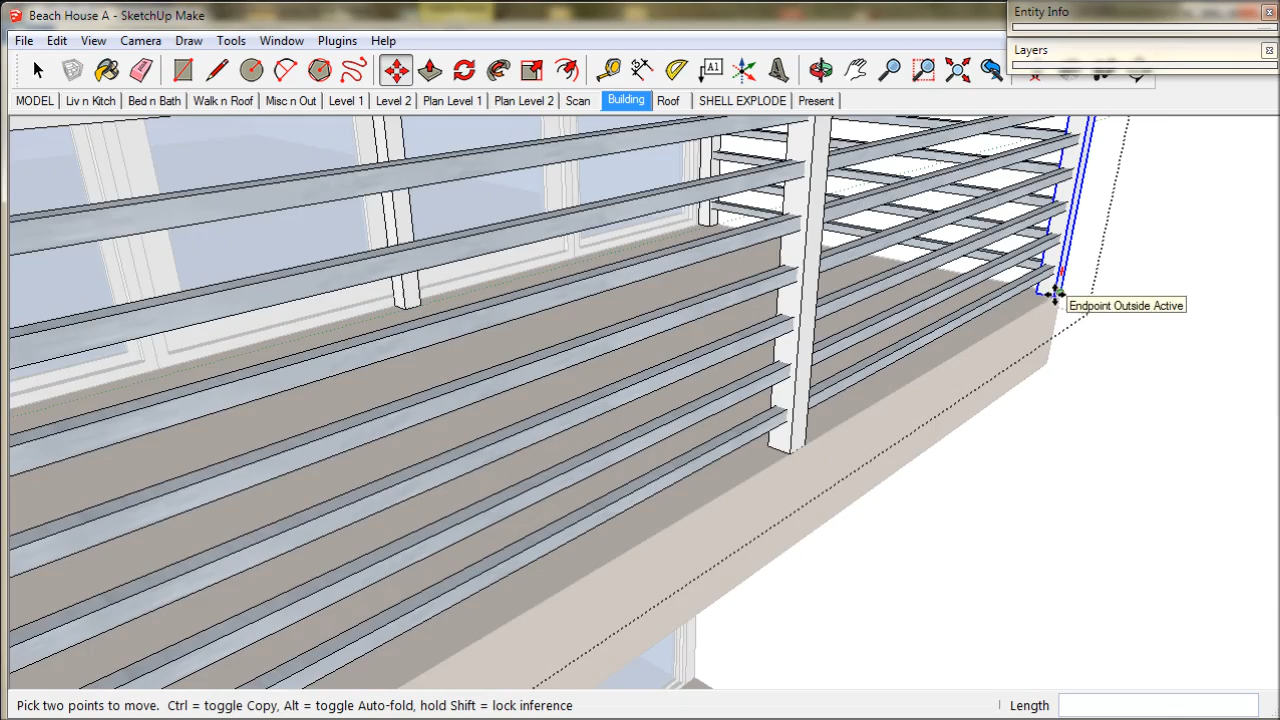 Beach House A - SketchUp Make
Entity Info
File Edit View Camera Draw Tools Window Plugins Help
Layers
A1
MODEL Liv n Kitch Bed n Bath Walk n Roof Misc n Out Level 1 Level 2 Plan Level 1 Plan Level 2 Scan Building Roof SHELL EXPLODE Present
Endpoint Outside Active
Pick two points to move. Ctrl = toggle Copy, Alt = toggle Auto-fold, hold Shift = lock inference
Length